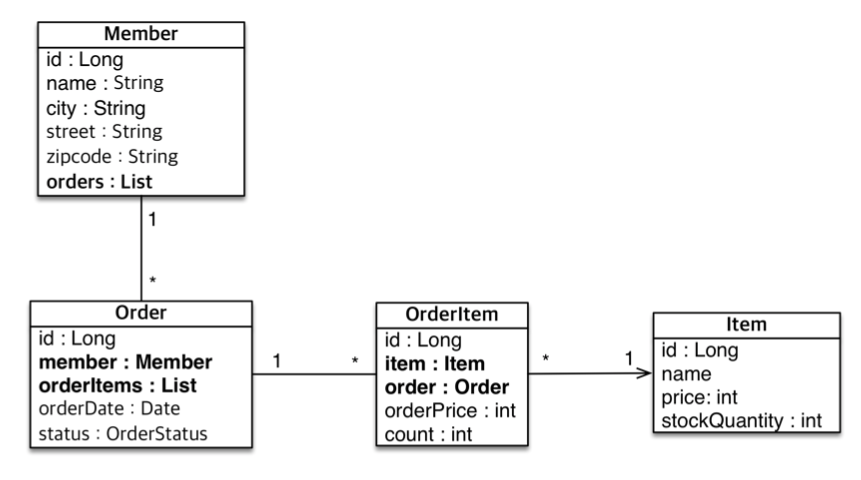 Member
id : Long
name : String
city : String
street : String
zipcode : String
orders : List
1
*
Order
id : Long
member : Member
orderItems : List
orderDate : Date
status : OrderStatus
1
*
OrderItem
id : Long
item : Item
order : Order
orderPrice : int
count : int
*
1
Item
id : Long
name
price: int
stockQuantity : int